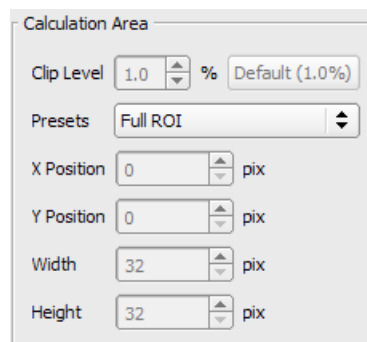 Calculation Area
Clip Level 1.0 % Default (1.0%)
Presets Full ROI
X Position 0 pix
Y Position 0 pix
Width 32 pix
Height 32 pix